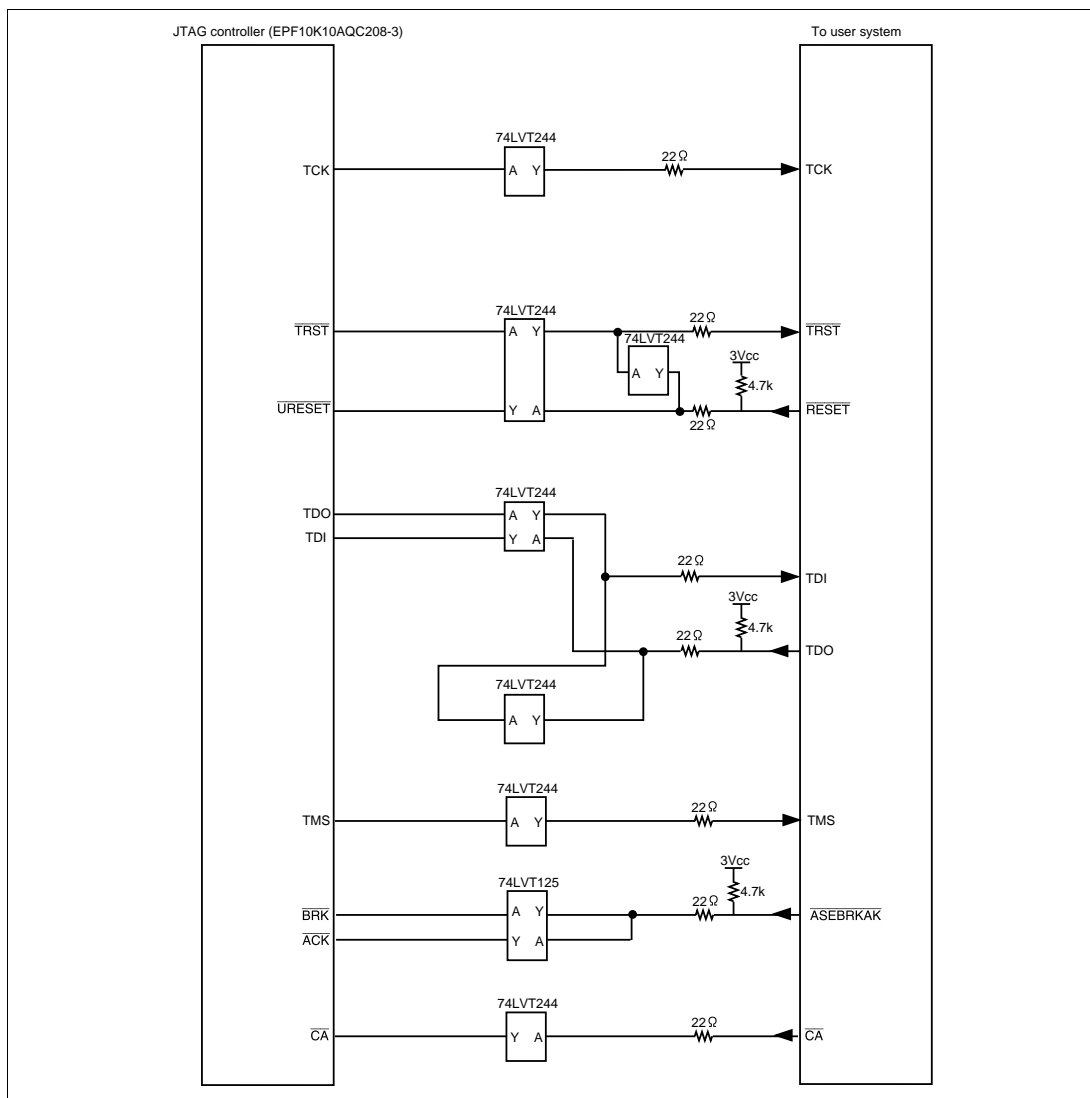 JTAG controller (EPF10K10AQC208-3) To user system
74LVT244
22Ω
TCK A Y TCK
74LVT244
22Ω
TRST A Y TRST
74LVT244
3Vcc
A Y 4.7k
URESET Y A RESET
22Ω
74LVT244
TDO A Y
TDI Y A
22Ω
TDI
3Vcc
4.7k
22Ω
TDO
74LVT244
A Y
74LVT244
22Ω
TMS A Y TMS
3Vcc
74LVT125
4.7k
22Ω
BRK A Y ASEBRKAK
ACK Y A
74LVT244
22Ω
CA Y A CA